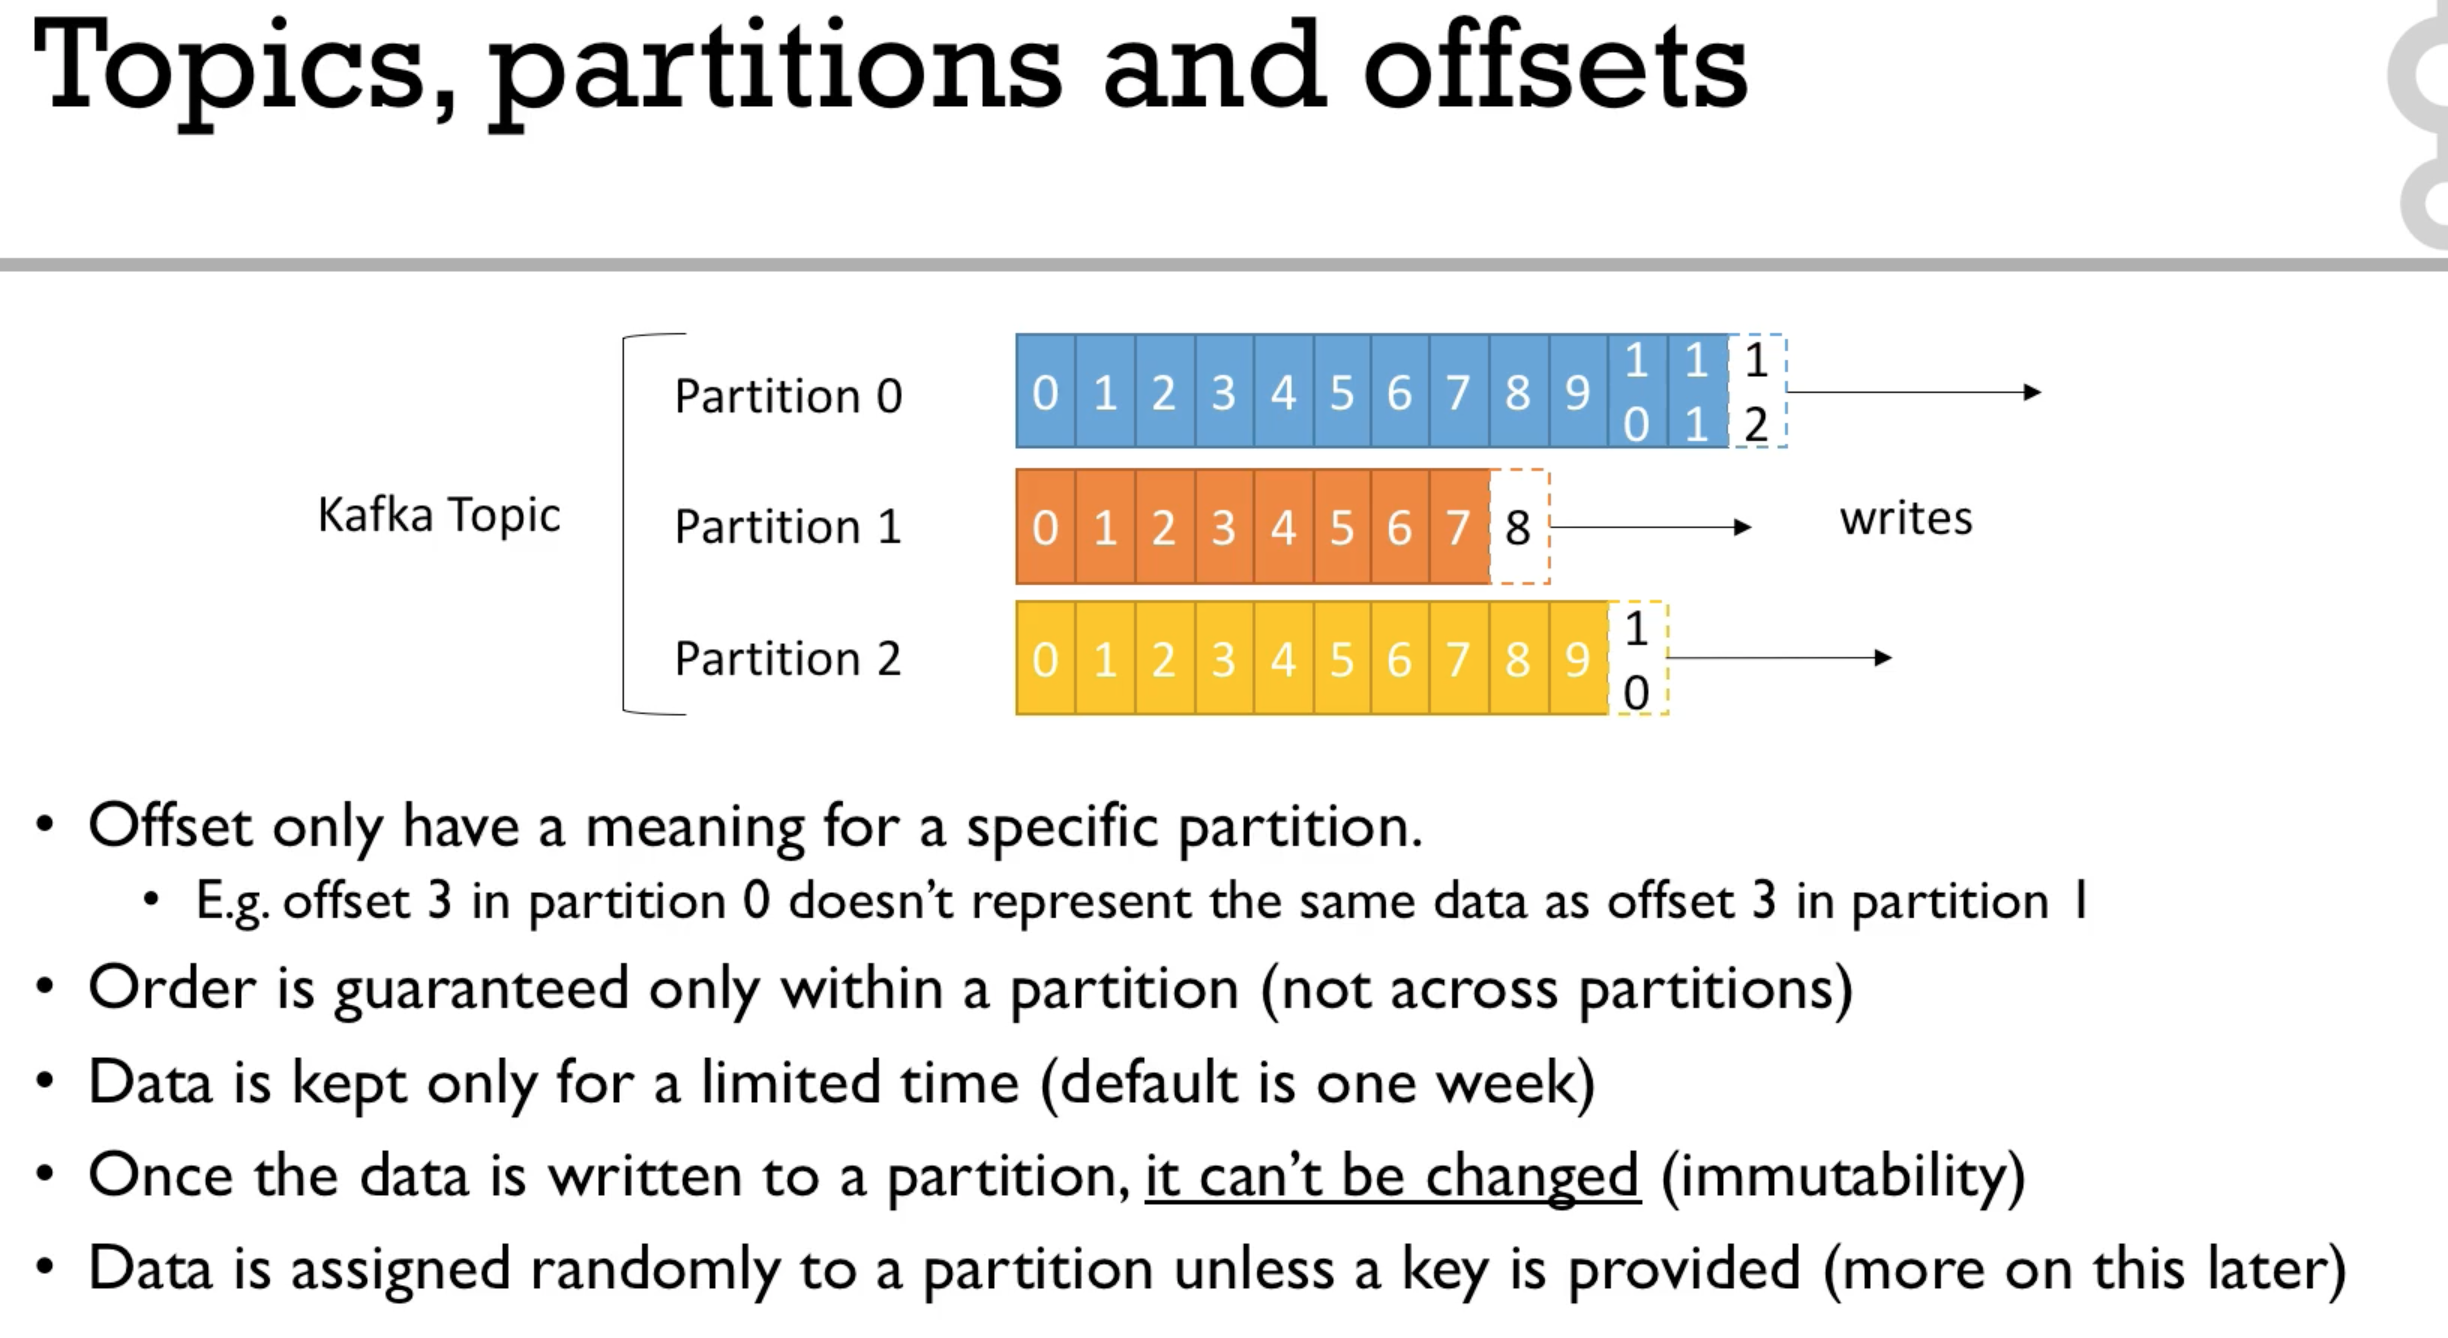 Topics, partitions and offsets
Kafka Topic
Partition 0
0 1 2 3 4 5 6 7 8 9 10 11 12
Partition 1
0 1 2 3 4 5 6 7 8
writes
Partition 2
0 1 2 3 4 5 6 7 8 9 10
• Offset only have a meaning for a specific partition.
• E.g. offset 3 in partition 0 doesn't represent the same data as offset 3 in partition 1
• Order is guaranteed only within a partition (not across partitions)
• Data is kept only for a limited time (default is one week)
• Once the data is written to a partition, it can't be changed (immutability)
• Data is assigned randomly to a partition unless a key is provided (more on this later)